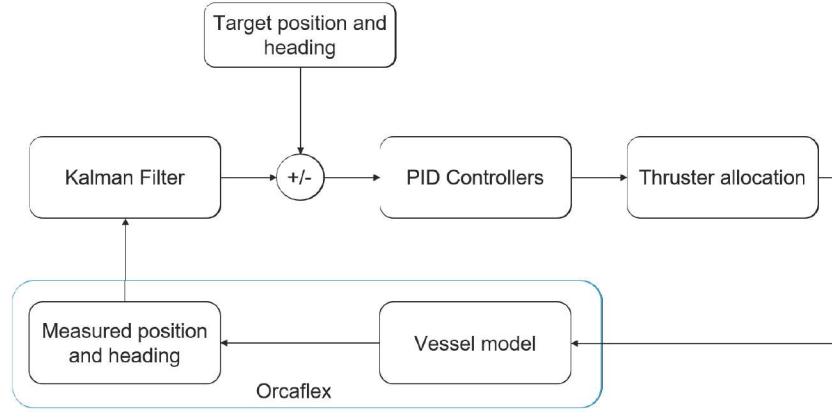 Target position and
heading
Kalman Filter
+/-
PID Controllers
Thruster allocation
Measured position
and heading
Vessel model
Orcaflex